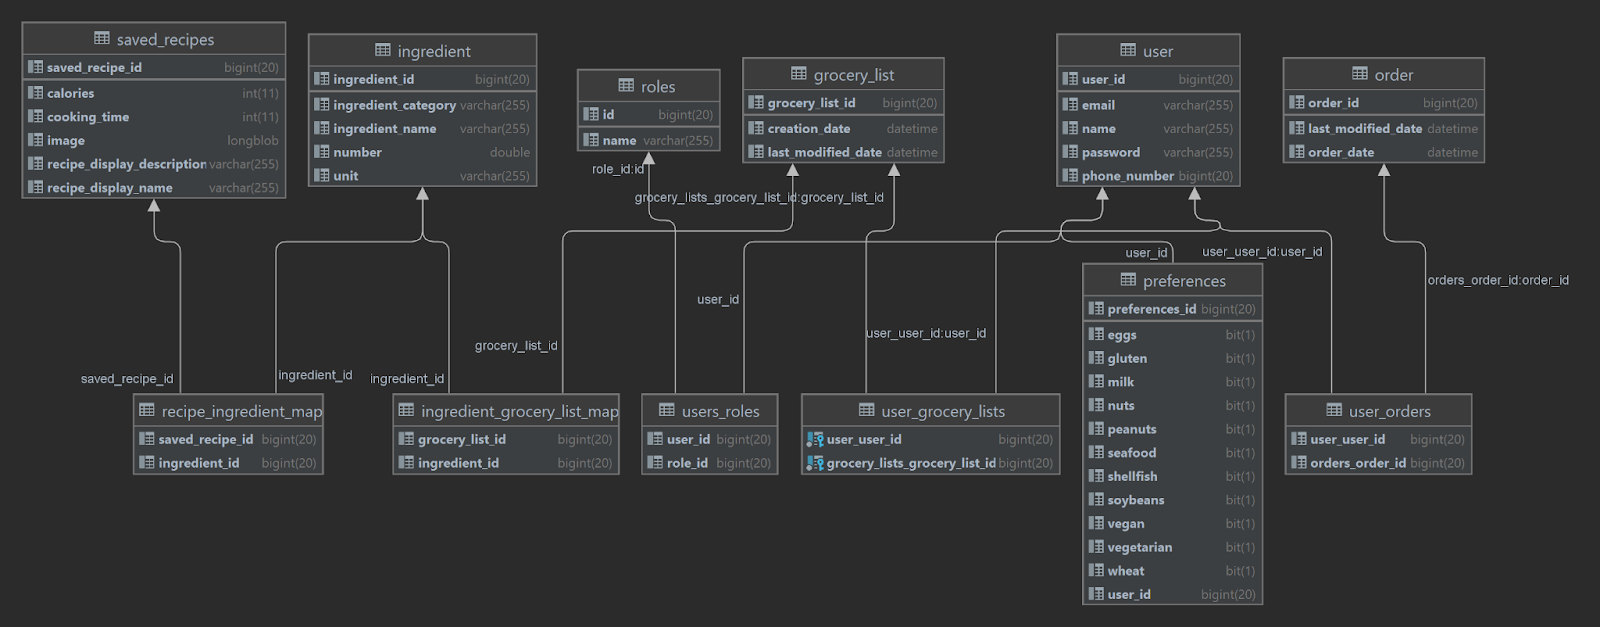 saved_recipes
saved_recipe_id bigint(20)
calories int(11)
cooking_time int(11)
image longblob
recipe_display_description varchar(255)
recipe_display_name varchar(255)
ingredient
ingredient_id bigint(20)
ingredient_category varchar(255)
ingredient_name varchar(255)
number double
unit varchar(255)
roles
id bigint(20)
name varchar(255)
grocery_list
grocery_list_id bigint(20)
creation_date datetime
last_modified_date datetime
user
user_id bigint(20)
email varchar(255)
name varchar(255)
password varchar(255)
phone_number bigint(20)
order
order_id bigint(20)
last_modified_date datetime
order_date datetime
role_id:id
grocery_lists_grocery_list_id:grocery_list_id
user_id
user_user_id:user_id
orders_order_id:order_id
user_id
user_user_id:user_id
grocery_list_id
saved_recipe_id
ingredient_id
ingredient_id
preferences
preferences_id bigint(20)
eggs bit(1)
gluten bit(1)
milk bit(1)
nuts bit(1)
peanuts bit(1)
seafood bit(1)
shellfish bit(1)
soybeans bit(1)
vegan bit(1)
vegetarian bit(1)
wheat bit(1)
user_id bigint(20)
recipe_ingredient_map
saved_recipe_id bigint(20)
ingredient_id bigint(20)
ingredient_grocery_list_map
grocery_list_id bigint(20)
ingredient_id bigint(20)
users_roles
user_id bigint(20)
role_id bigint(20)
user_grocery_lists
user_user_id bigint(20)
grocery_lists_grocery_list_id bigint(20)
user_orders
user_user_id bigint(20)
orders_order_id bigint(20)